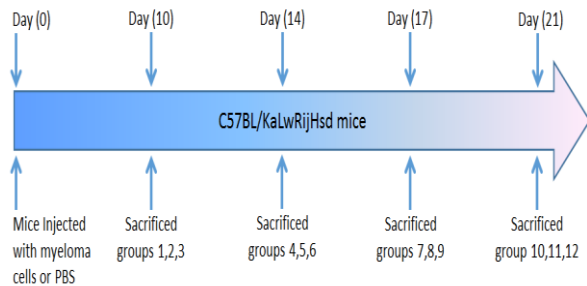 Day (0) Day (10) Day (14) Day (17) Day (21)
C57BL/KaLwRijHsd mice
Mice Injected Sacrificed Sacrificed Sacrificed Sacrificed
with myeloma groups 1,2,3 groups 4,5,6 groups 7,8,9 group 10,11,12
cells or PBS